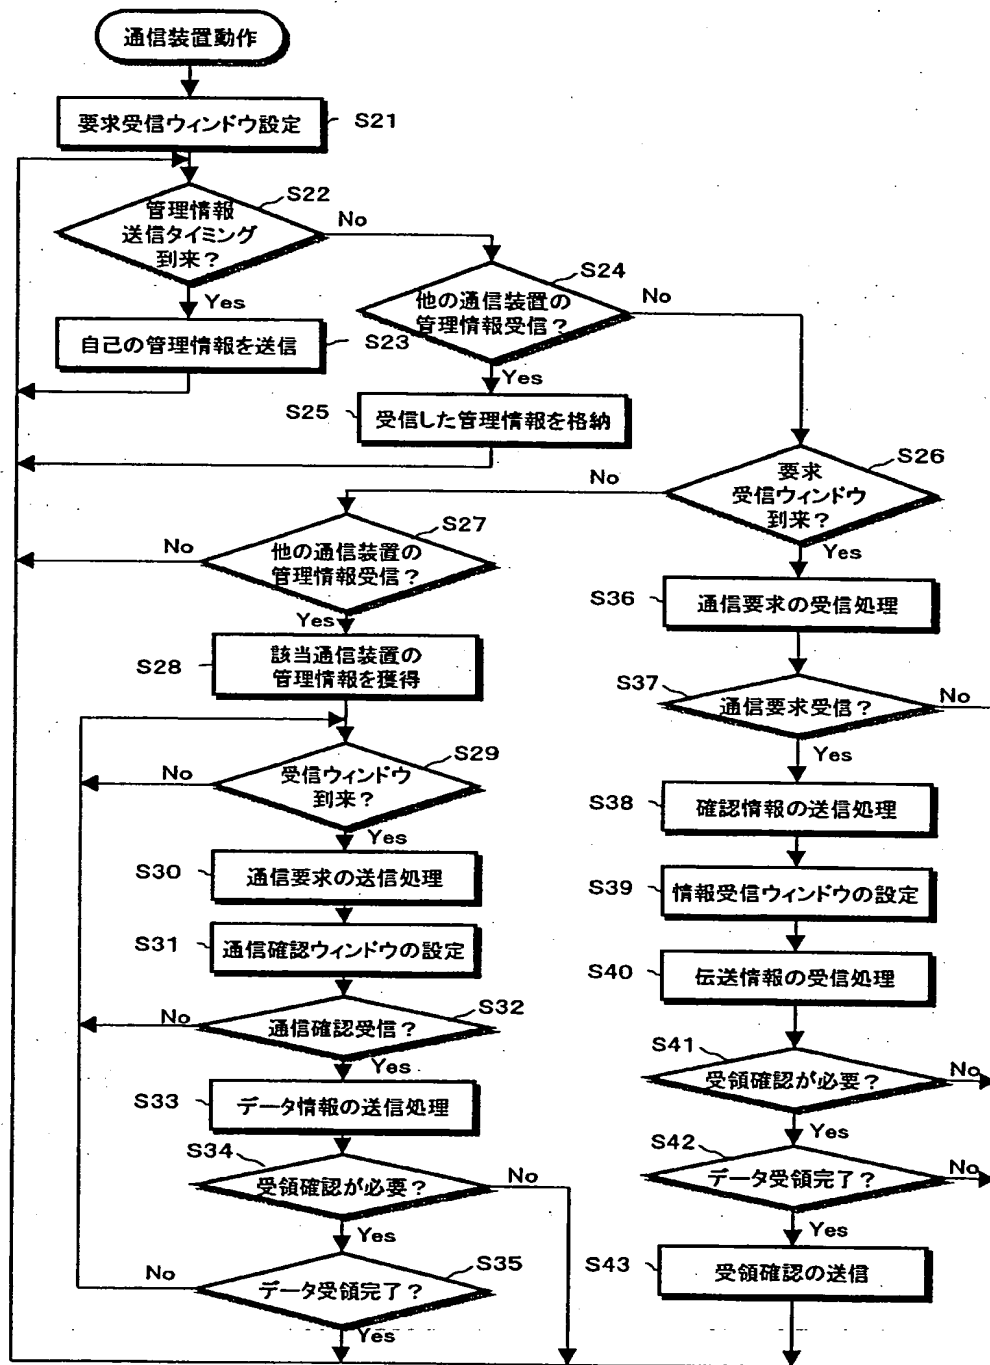 通信装置動作
要求受信ウィンドウ設定
S21
S22
管理情報
送信タイミング
到来？
No
Yes
自己の管理情報を送信
S23
S24
他の通信装置の
管理情報受信？
No
Yes
S25
受信した管理情報を格納
S26
要求
受信ウィンドウ
到来？
No
Yes
S27
他の通信装置の
管理情報受信？
No
Yes
S28
該当通信装置の
管理情報を獲得
S29
受信ウィンドウ
到来？
No
Yes
S30
通信要求の送信処理
S31
通信確認ウィンドウの設定
S32
通信確認受信？
No
Yes
S33
データ情報の送信処理
S34
受領確認が必要？
No
Yes
S35
データ受領完了？
No
Yes
S36
通信要求の受信処理
S37
通信要求受信？
No
Yes
S38
確認情報の送信処理
S39
情報受信ウィンドウの設定
S40
伝送情報の受信処理
S41
受領確認が必要？
No
Yes
S42
データ受領完了？
No
Yes
S43
受領確認の送信